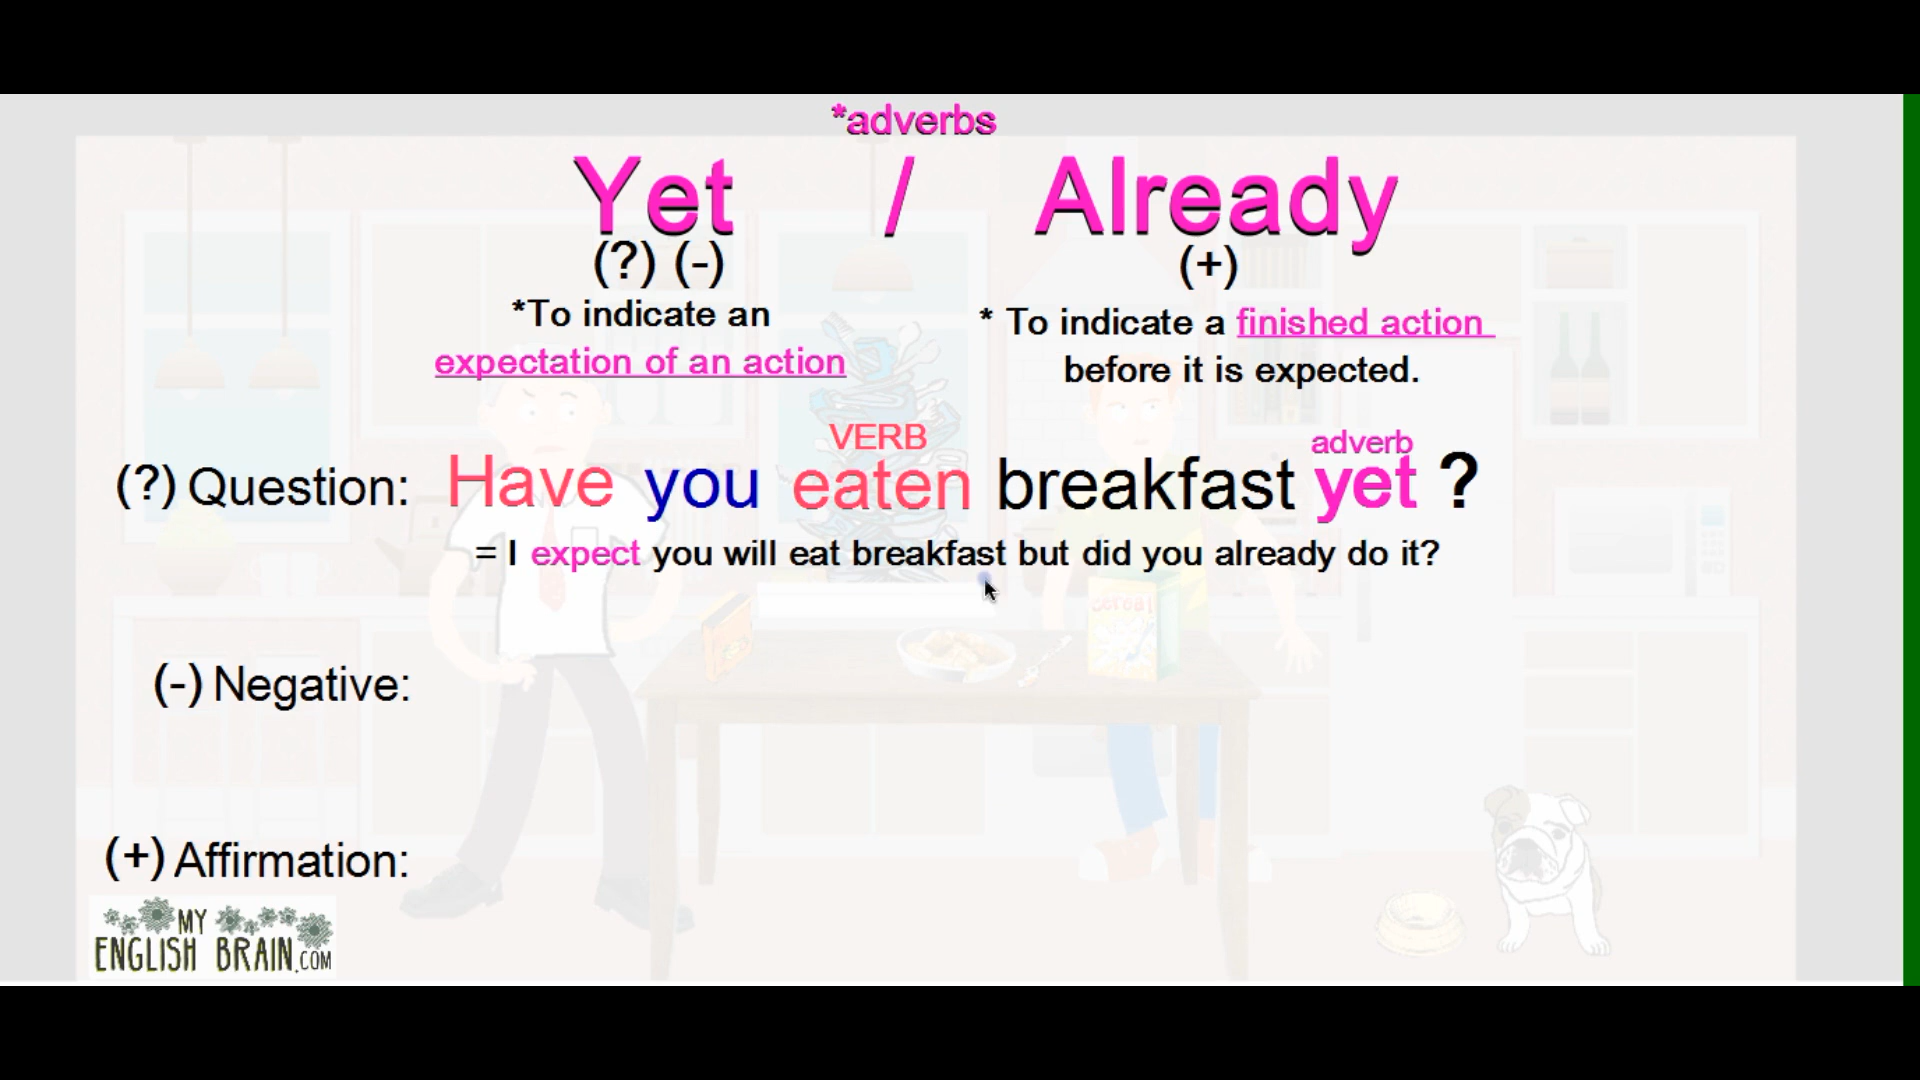 *adverbs
Yet / Already
(?) (-)
(+)
*To indicate an
expectation of an action
* To indicate a finished action
before it is expected.
VERB
adverb
(?) Question: Have you eaten breakfast yet ?
= I expect you will eat breakfast but did you already do it?
cereal
(-) Negative:
(+) Affirmation:
MY
ENGLISH BRAIN.COM